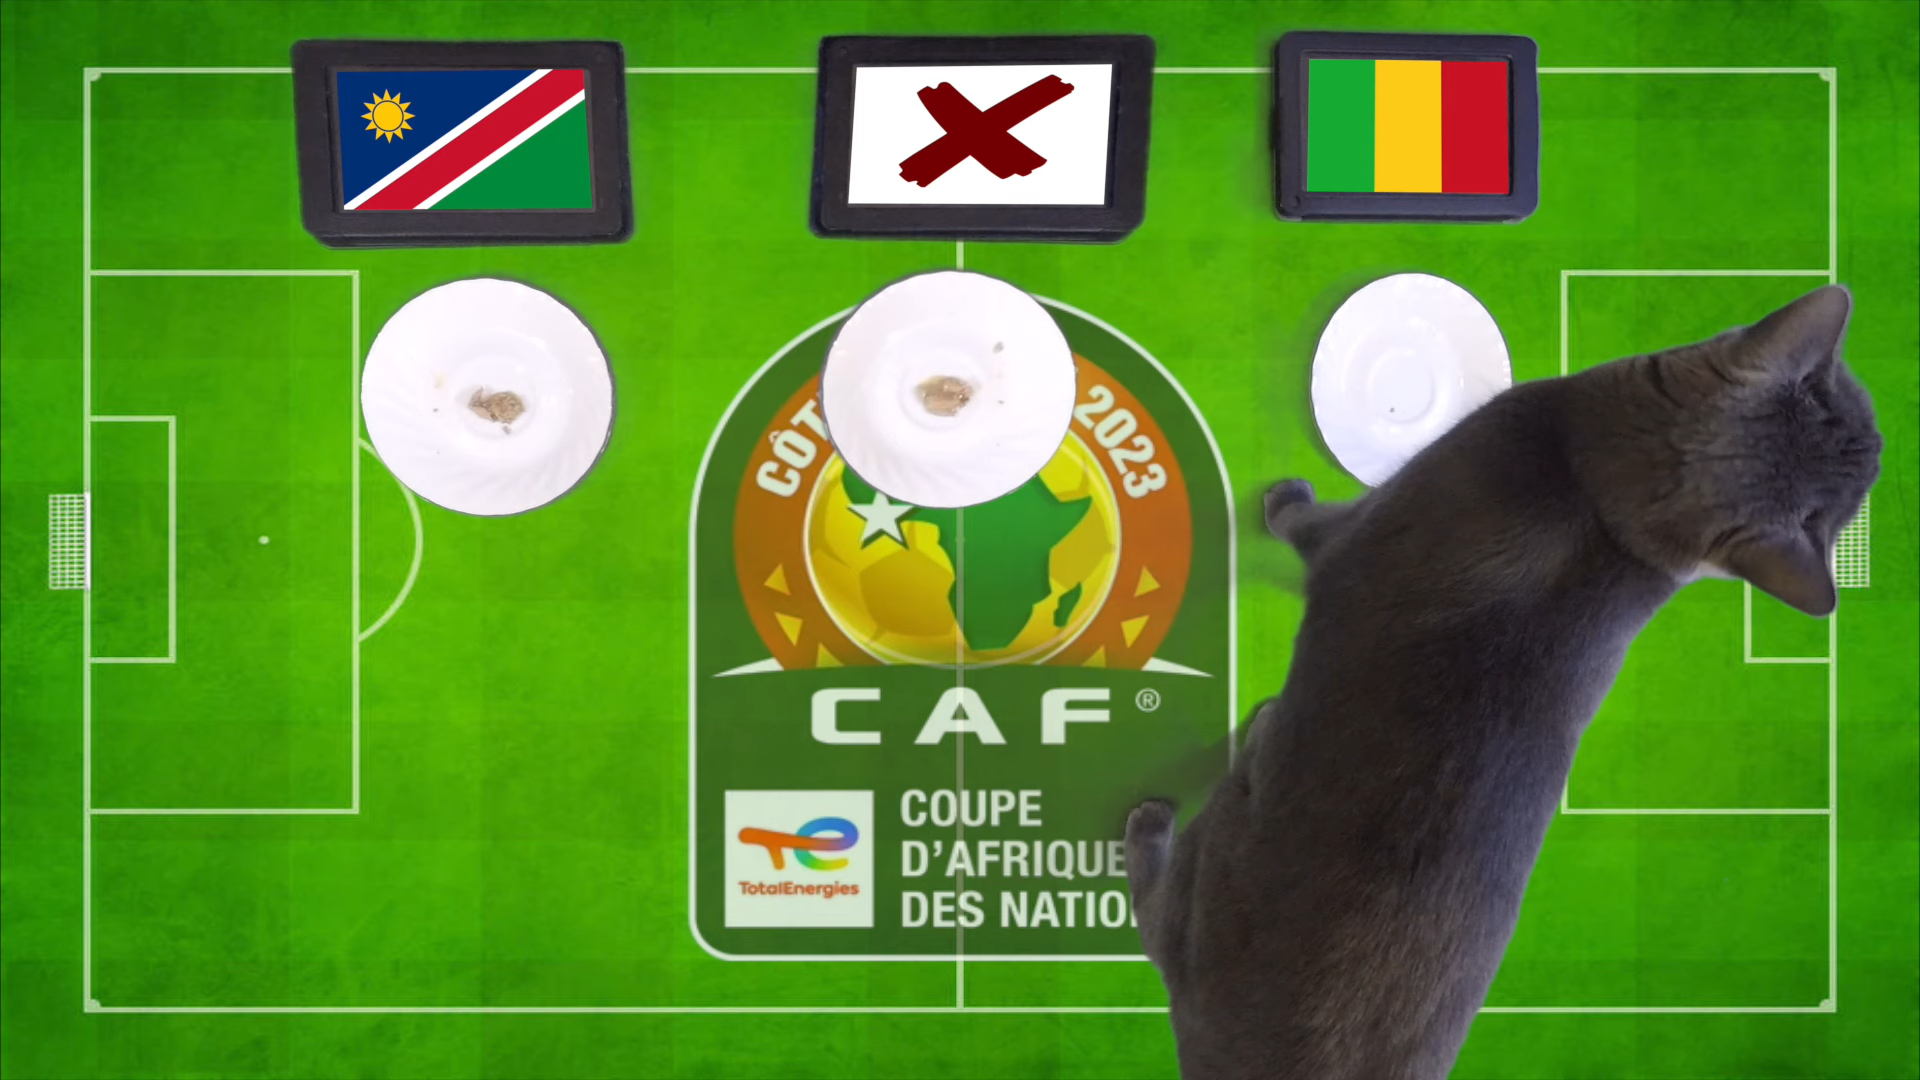 CÔT
2023
CAF®
TotalEnergies
COUPE
D'AFRIQUE
DES NATIO